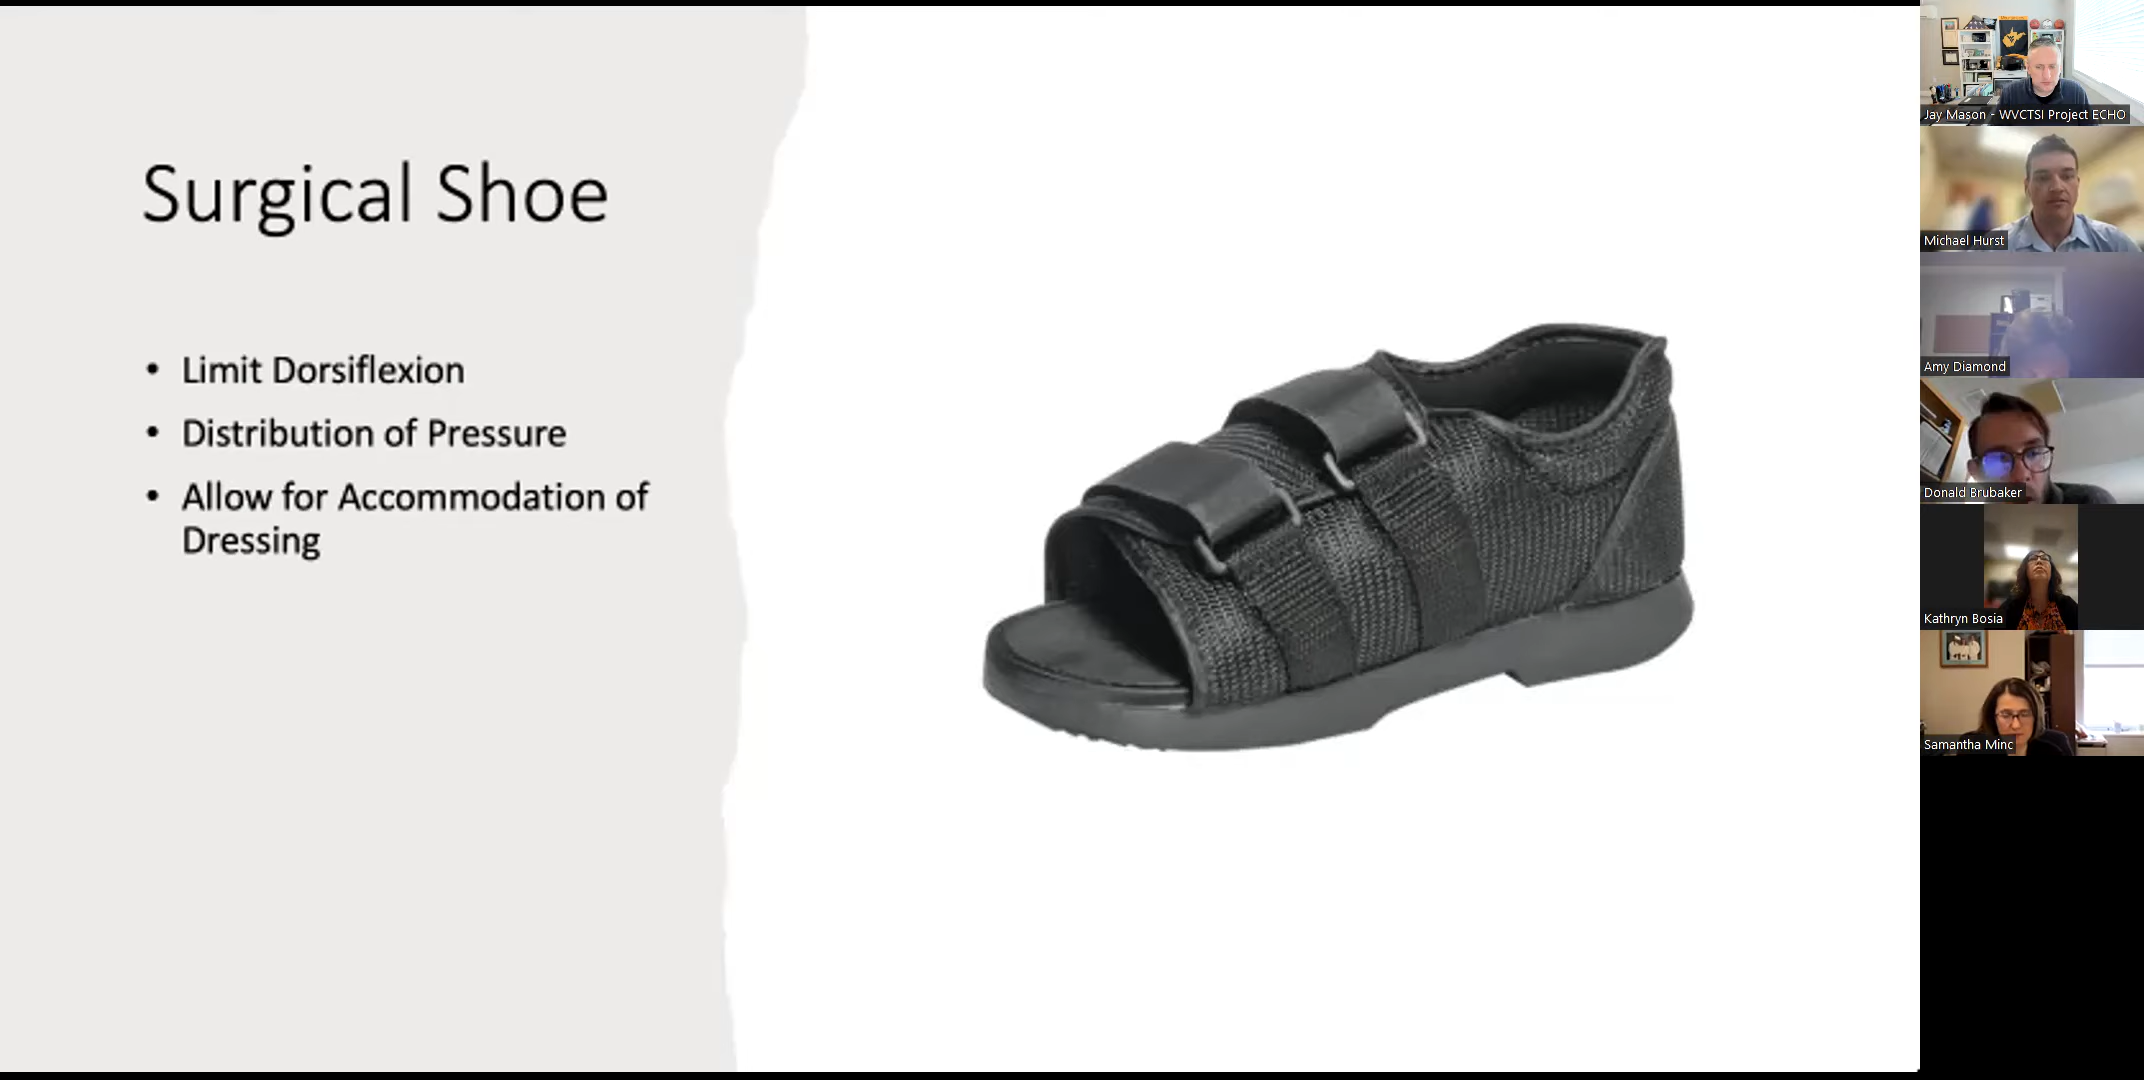 Surgical Shoe
• Limit Dorsiflexion
• Distribution of Pressure
• Allow for Accommodation of
Dressing
Jay Mason - WVCTSI Project ECHO
Michael Hurst
Amy Diamond
Donald Brubaker
Kathryn Bosia
Samantha Minc